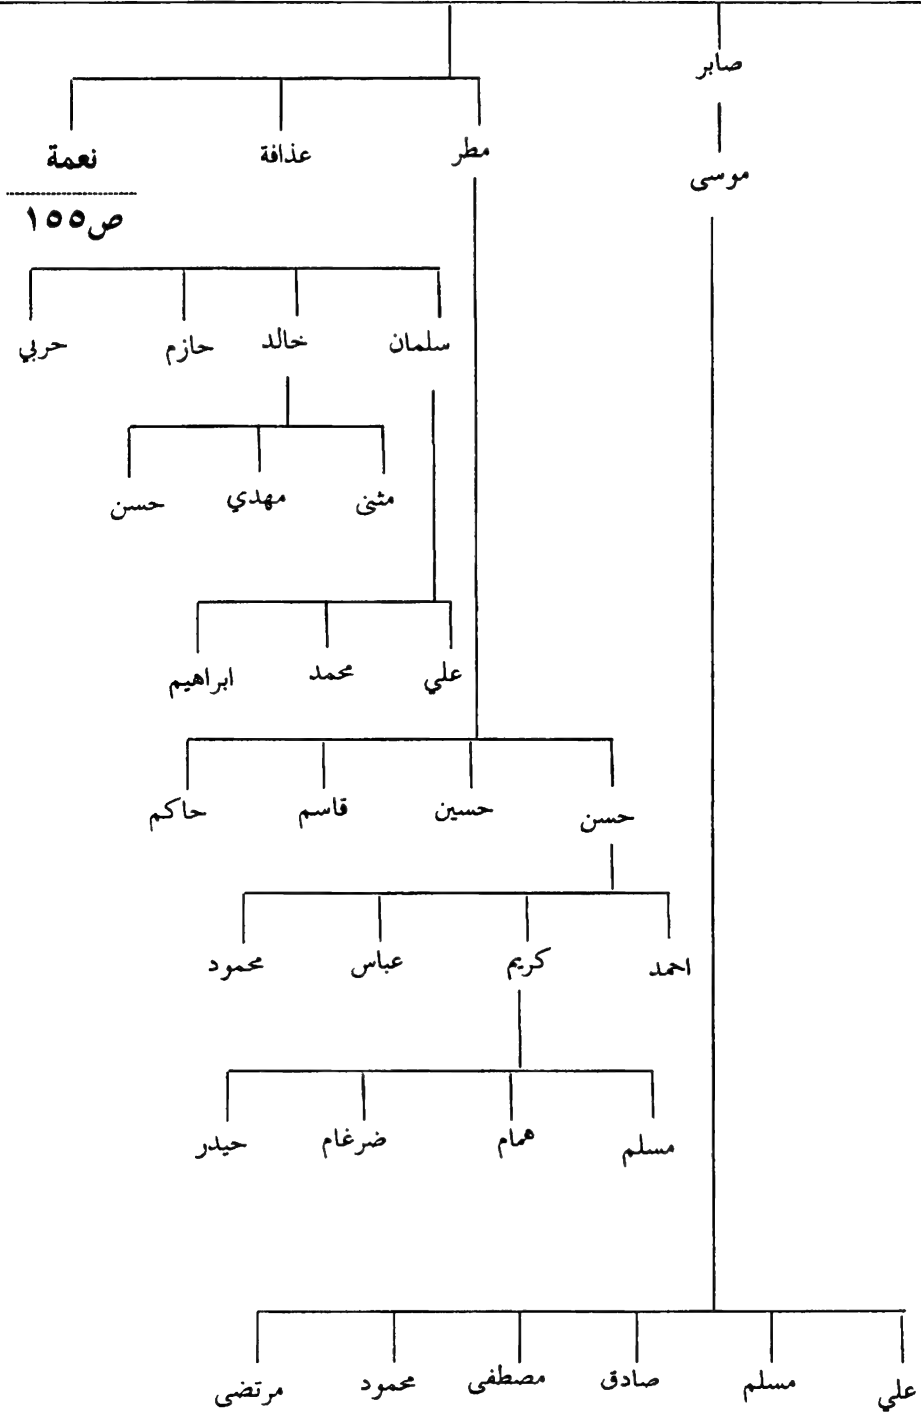 صابر
موسى
مطر عذافة نعمة
ص١٥٥
سلمان خالد حازم حربي
مثنى مهدي حسن
علي محمد ابراهيم
حسن حسين قاسم حاكم
احمد كريم عباس محمود
مسلم همام ضرغام حيدر
علي مسلم صادق مصطفى محمود مرتضى